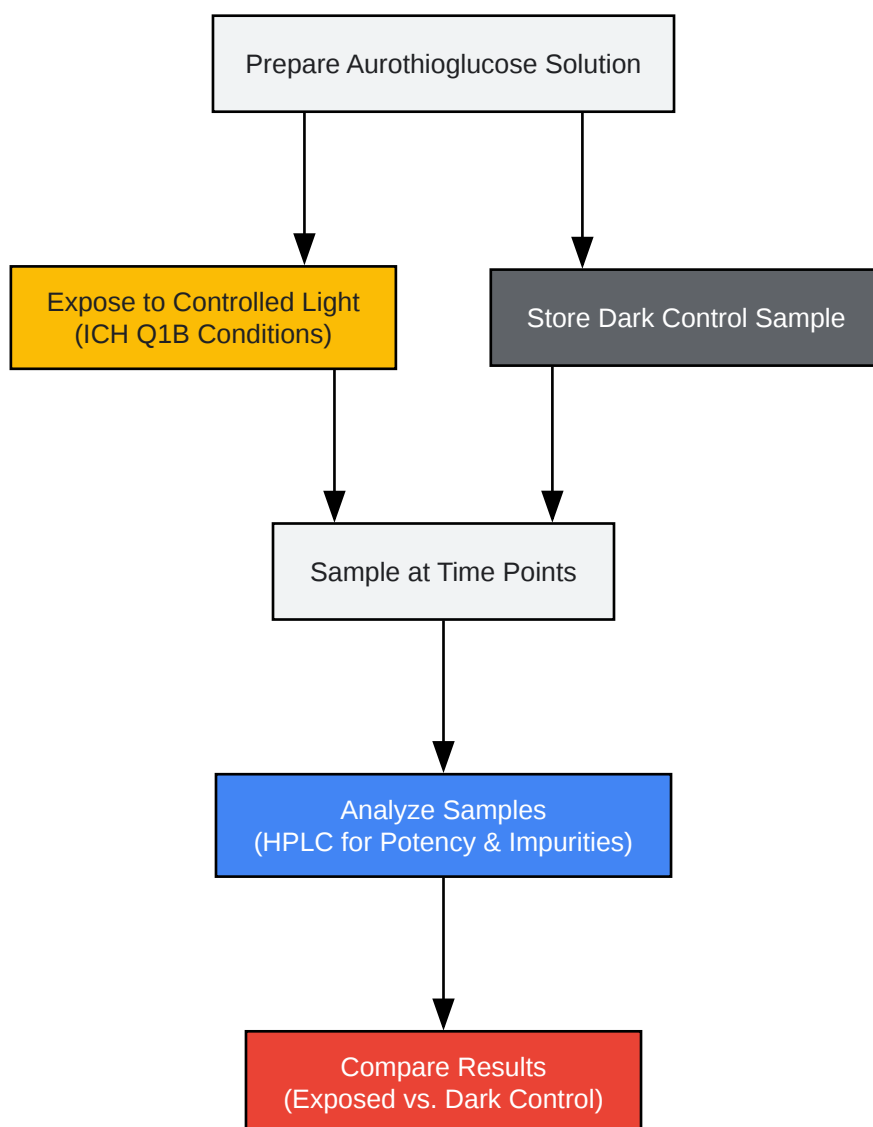 Prepare Aurothioglucose Solution
Expose to Controlled Light
(ICH Q1B Conditions)
Store Dark Control Sample
Sample at Time Points
Analyze Samples
(HPLC for Potency & Impurities)
Compare Results
(Exposed vs. Dark Control)